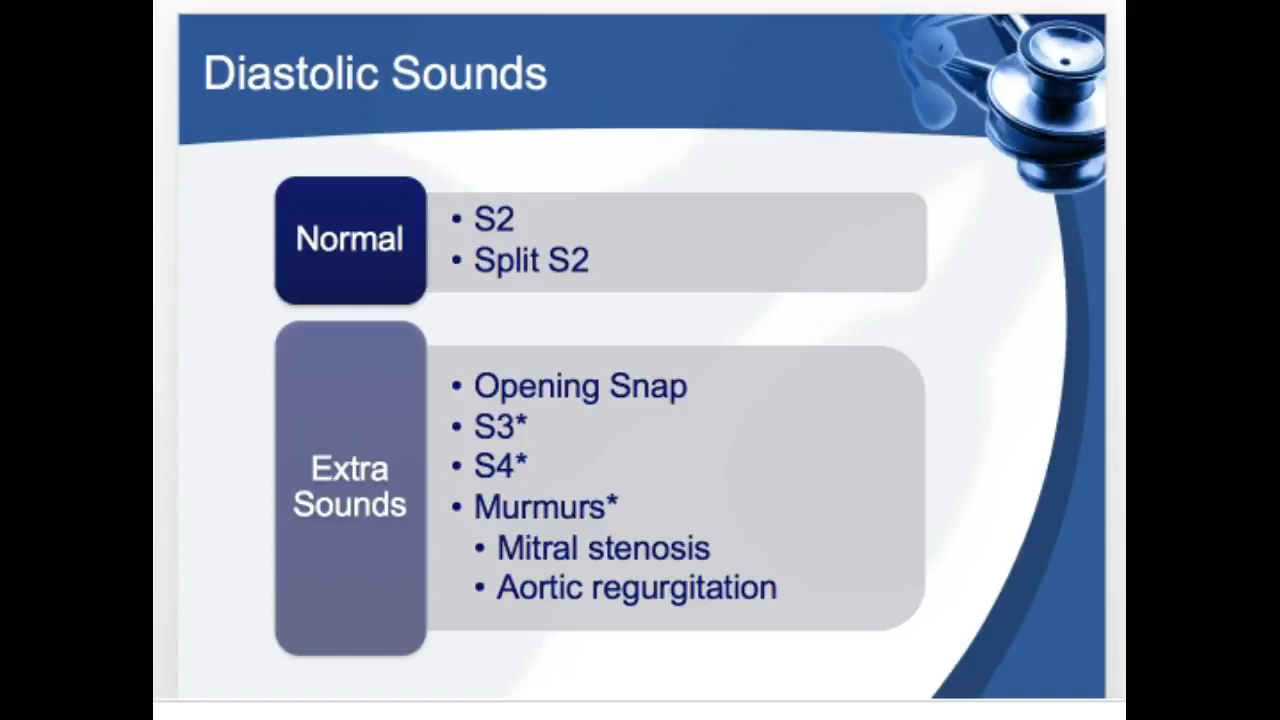 Diastolic Sounds
Normal
• S2
• Split S2
Extra
Sounds
• Opening Snap
• S3*
• S4*
• Murmurs*
• Mitral stenosis
• Aortic regurgitation